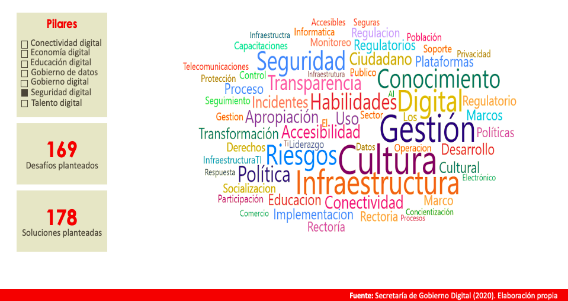 Pilares
Conectividad digital
Economía digital
Educación digital
Gobierno de datos
Gobierno digital
Seguridad digital
Talento digital
169
Desafíos planteados
178
Soluciones planteadas
Accesibles Seguras
Infraestructra Informatica Regulacion Población
Capacitaciones Monitoreo Regulatorios Soporte Privacidad
Seguridad Ciudadano Plataformas
Telecomunicaciones Infraestrutura Publico Conocimiento
Protección Control Transparencia
Proceso AI
Seguimiento Incidentes Habilidades Digital Regulatorio
Gestion Apropiación El Uso Sector Los Gestión Marcos
Transformación Accesibilidad Políticas
Derechos TiLiderazgo Datos Operacion Desarrollo
InfraestructuraTI Riesgos Cultura Cultural
Respuesta Política Infraestructura Electrónico
Socializacion
Participación Educacion Conectividad Marco
Comercio Implementacion Rectoria Concientización
Procesos
Rectoría
Fuente: Secretaría de Gobierno Digital (2020). Elaboración propia